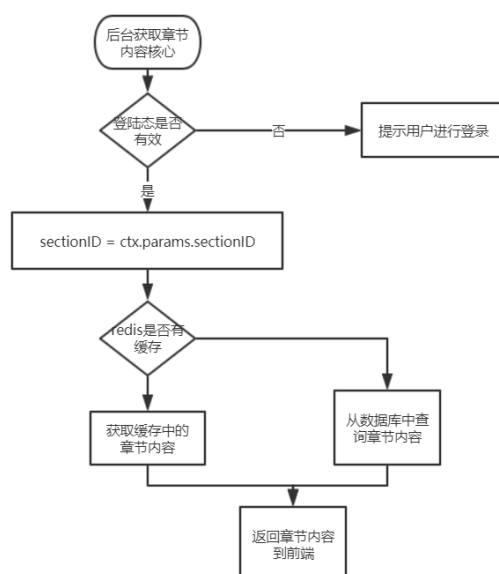 后台获取章节
内容核心
登陆态是否
有效
否
提示用户进行登录
是
sectionID = ctx.params.sectionID
redis是否有
缓存
获取缓存中的
章节内容
从数据库中查
询章节内容
返回章节内容
到前端